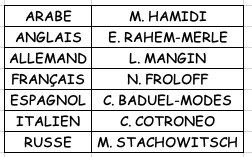 ARABE M. HAMIDI
ANGLAIS E. RAHEM-MERLE
ALLEMAND L. MANGIN
FRANÇAIS N. FROLOFF
ESPAGNOL C. BADUEL-MODES
ITALIEN C. COTRONEO
RUSSE M. STACHOWITSCH